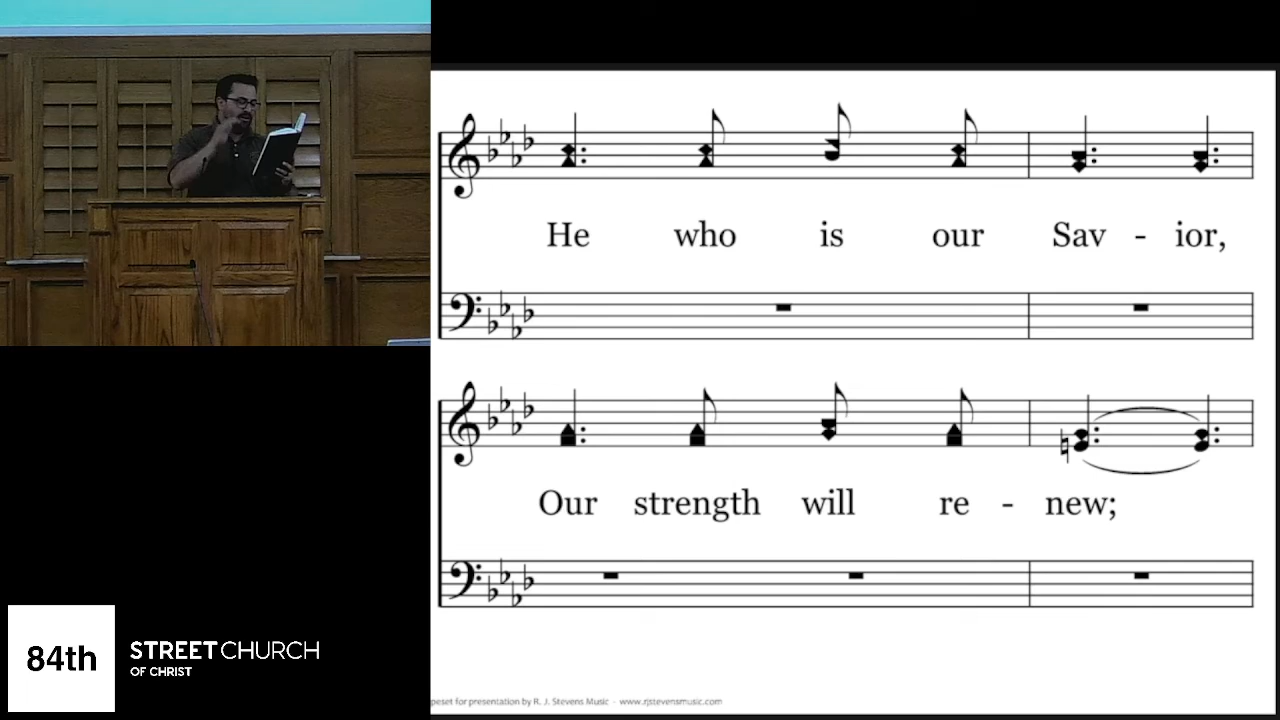 He who is our Sav - ior,
Our strength will re - new;
84th
STREET CHURCH
OF CHRIST
peset for presentation by R. J. Stevens Music - www.rjstevensmusic.com